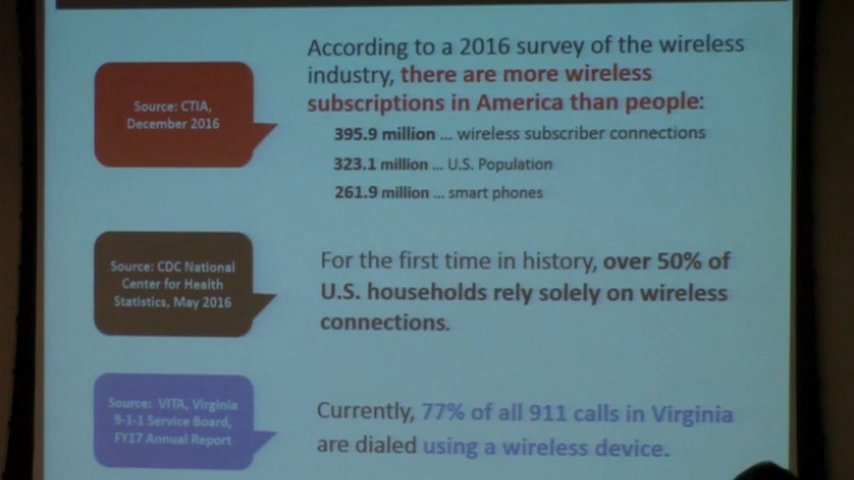 According to a 2016 survey of the wireless
industry, there are more wireless
subscriptions in America than people:
Source: CTIA,
December 2016
395.9 million ... wireless subscriber connections
323.1 million ... U.S. Population
261.9 million ... smart phones
Source: CDC National
Center for Health
Statistics, May 2016
For the first time in history, over 50% of
U.S. households rely solely on wireless
connections.
Source: VITA, Virginia
9-1-1 Service Board,
FY17 Annual Report
Currently, 77% of all 911 calls in Virginia
are dialed using a wireless device.